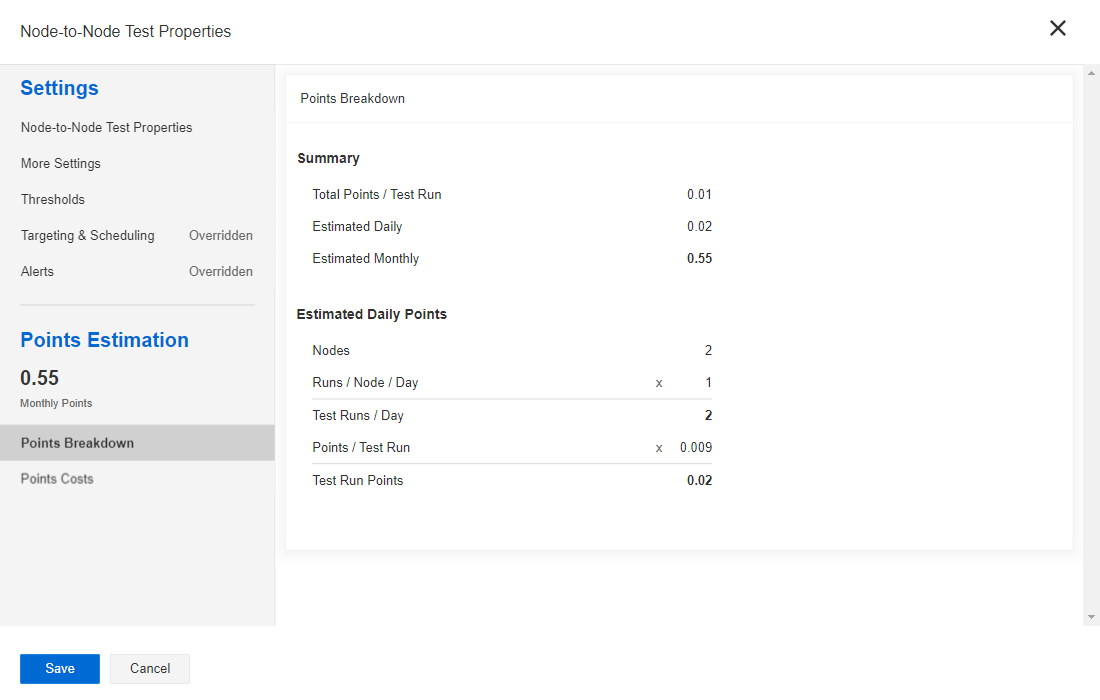 Node-to-Node Test Properties
Settings
Node-to-Node Test Properties
More Settings
Thresholds
Targeting & Scheduling Overridden
Alerts Overridden
Points Estimation
0.55
Monthly Points
Points Breakdown
Points Costs
Points Breakdown
Summary
Total Points / Test Run 0.01
Estimated Daily 0.02
Estimated Monthly 0.55
Estimated Daily Points
Nodes 2
Runs / Node / Day x 1
Test Runs / Day 2
Points / Test Run x 0.009
Test Run Points 0.02
Save Cancel